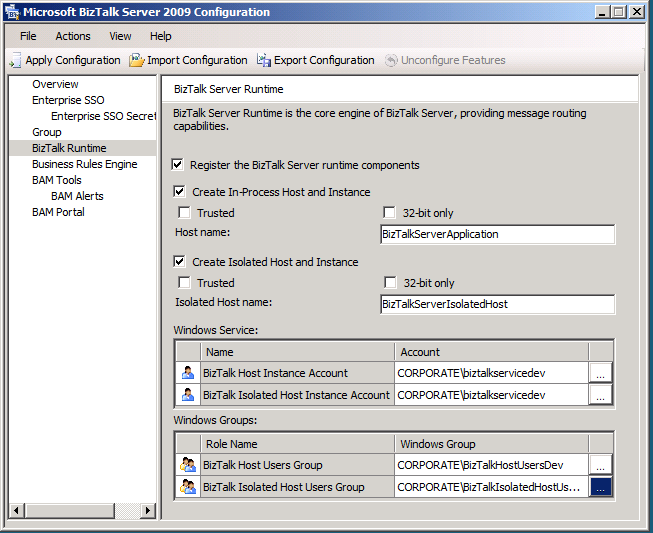 Microsoft BizTalk Server 2009 Configuration
File Actions View Help
Apply Configuration Import Configuration Export Configuration Unconfigure Features
Overview
Enterprise SSO
Enterprise SSO Secret
Group
BizTalk Runtime
Business Rules Engine
BAM Tools
BAM Alerts
BAM Portal
BizTalk Server Runtime
BizTalk Server Runtime is the core engine of BizTalk Server, providing message routing
capabilities.
Register the BizTalk Server runtime components
Create In-Process Host and Instance
Trusted 32-bit only
Host name: BizTalkServerApplication
Create Isolated Host and Instance
Trusted 32-bit only
Isolated Host name: BizTalkServerIsolatedHost
Windows Service:
Name Account
BizTalk Host Instance Account CORPORATE\biztalkservicedev ...
BizTalk Isolated Host Instance Account CORPORATE\biztalkservicedev ...
Windows Groups:
Role Name Windows Group
BizTalk Host Users Group CORPORATE\BizTalkHostUsersDev ...
BizTalk Isolated Host Users Group CORPORATE\BizTalkIsolatedHostUs... ...